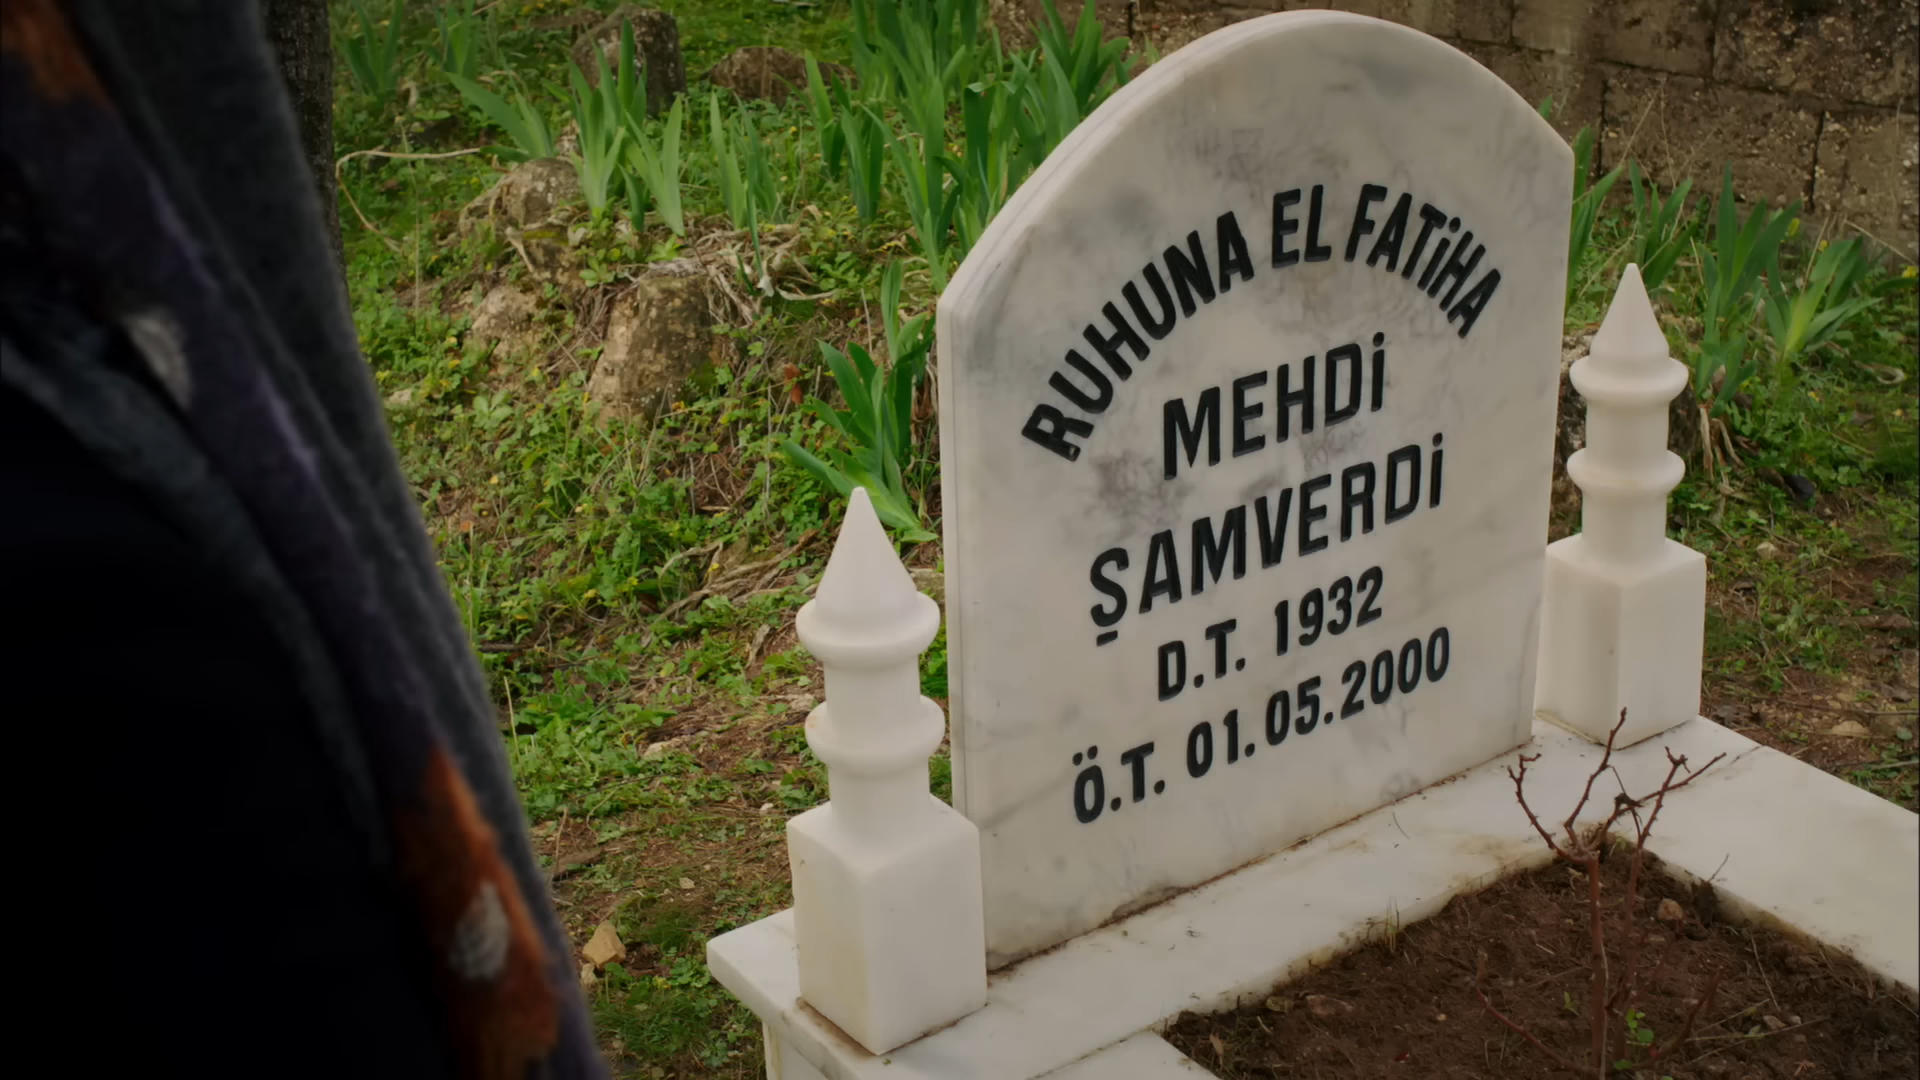 RUHUNA EL FATiHA
MEHDi
ŞAMVERDi
D.T. 1932
Ö.T. 01.05.2000